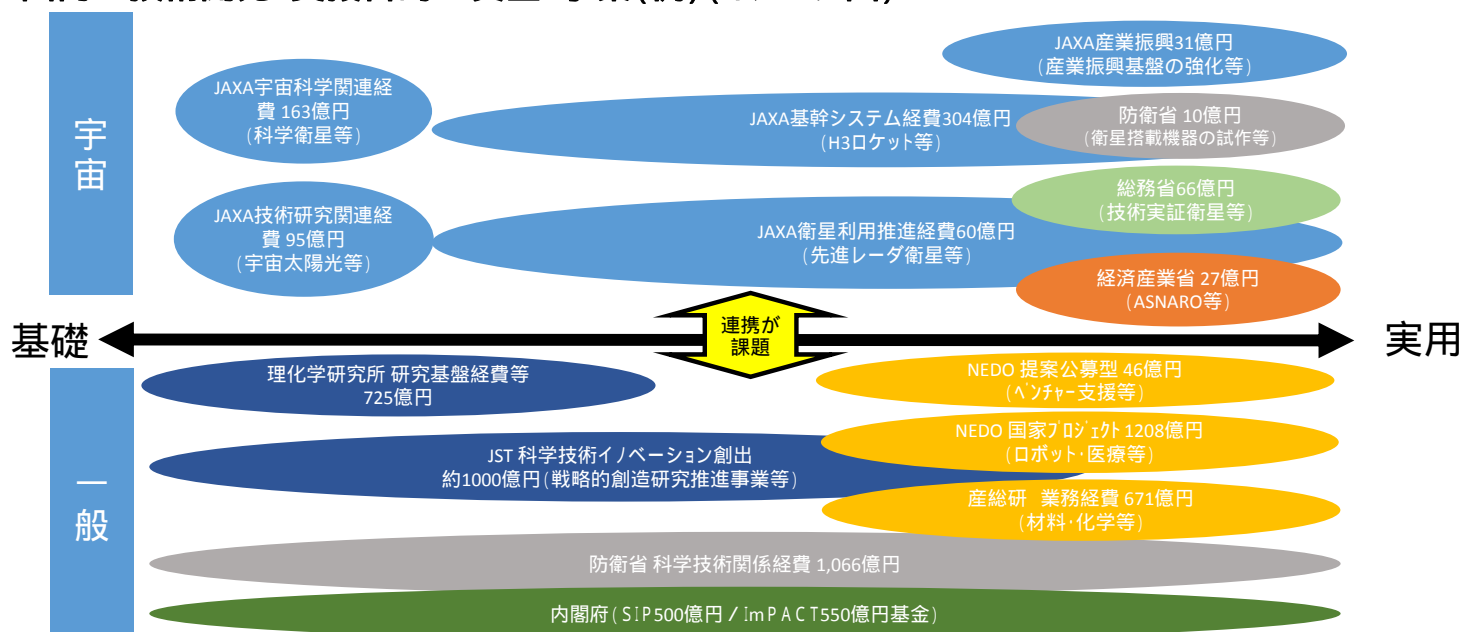 JAXA産業振興31億円
(産業振興基盤の強化等)
JAXA宇宙科学関連経
費 163億円
(科学衛星等)
JAXA基幹システム経費304億円
(H3ロケット等)
防衛省 10億円
(衛星搭載機器の試作等)
宇宙
総務省66億円
(技術実証衛星等)
JAXA技術研究関連経
費 95億円
(宇宙太陽光等)
JAXA衛星利用推進経費60億円
(先進レーダ衛星等)
経済産業省 27億円
(ASNARO等)
基礎
連携が
課題
実用
理化学研究所 研究基盤経費等
725億円
NEDO 提案公募型 46億円
(ベンチャー支援等)
NEDO 国家プロジェクト 1208億円
(ロボット・医療等)
JST 科学技術イノベーション創出
約1000億円(戦略的創造研究推進事業等)
一般
産総研 業務経費 671億円
(材料・化学等)
防衛省 科学技術関係経費 1,066億円
内閣府(SIP500億円 / ImPACT550億円基金)